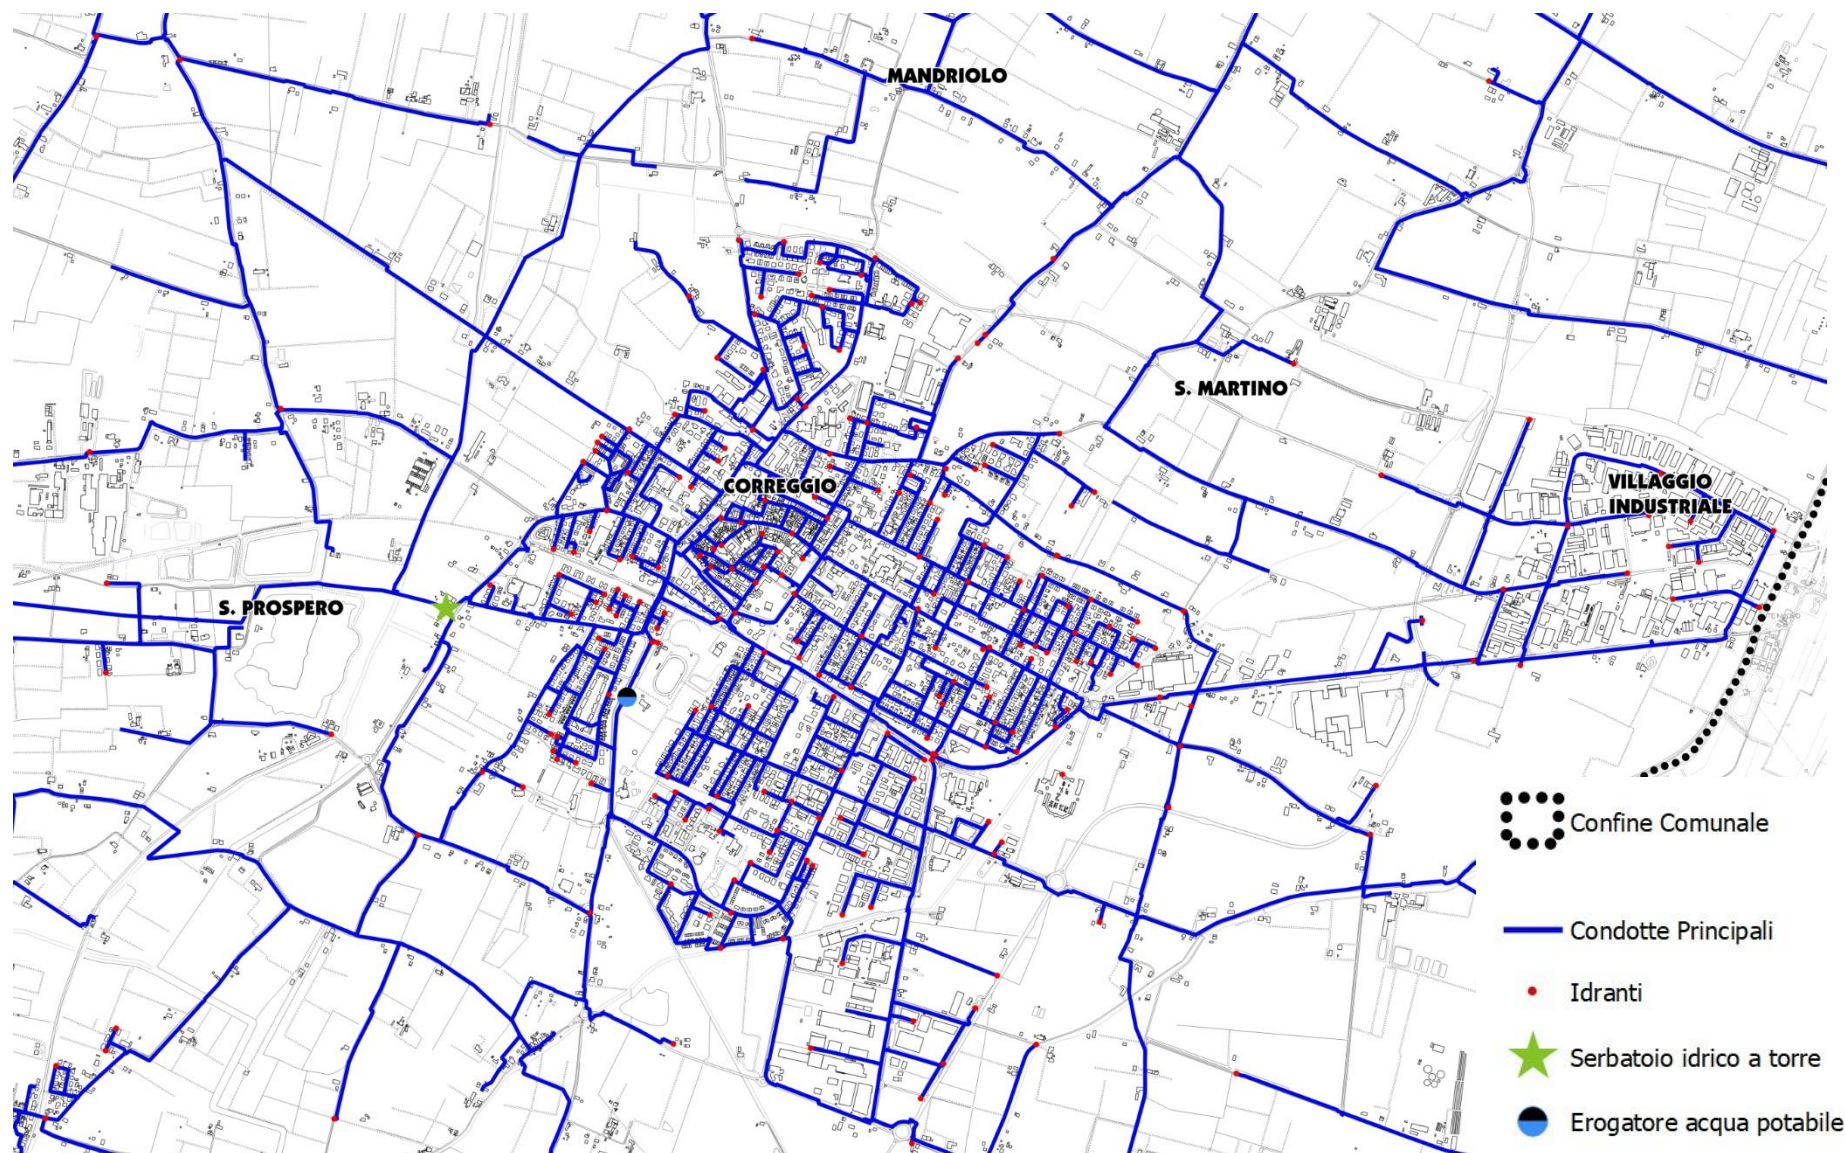 MANDRIOLO
S. MARTINO
CORREGGIO
VILLAGGIO
INDUSTRIALE
S. PROSPERO
Confine Comunale
Condotte Principali
Idranti
Serbatoio idrico a torre
Erogatore acqua potabile